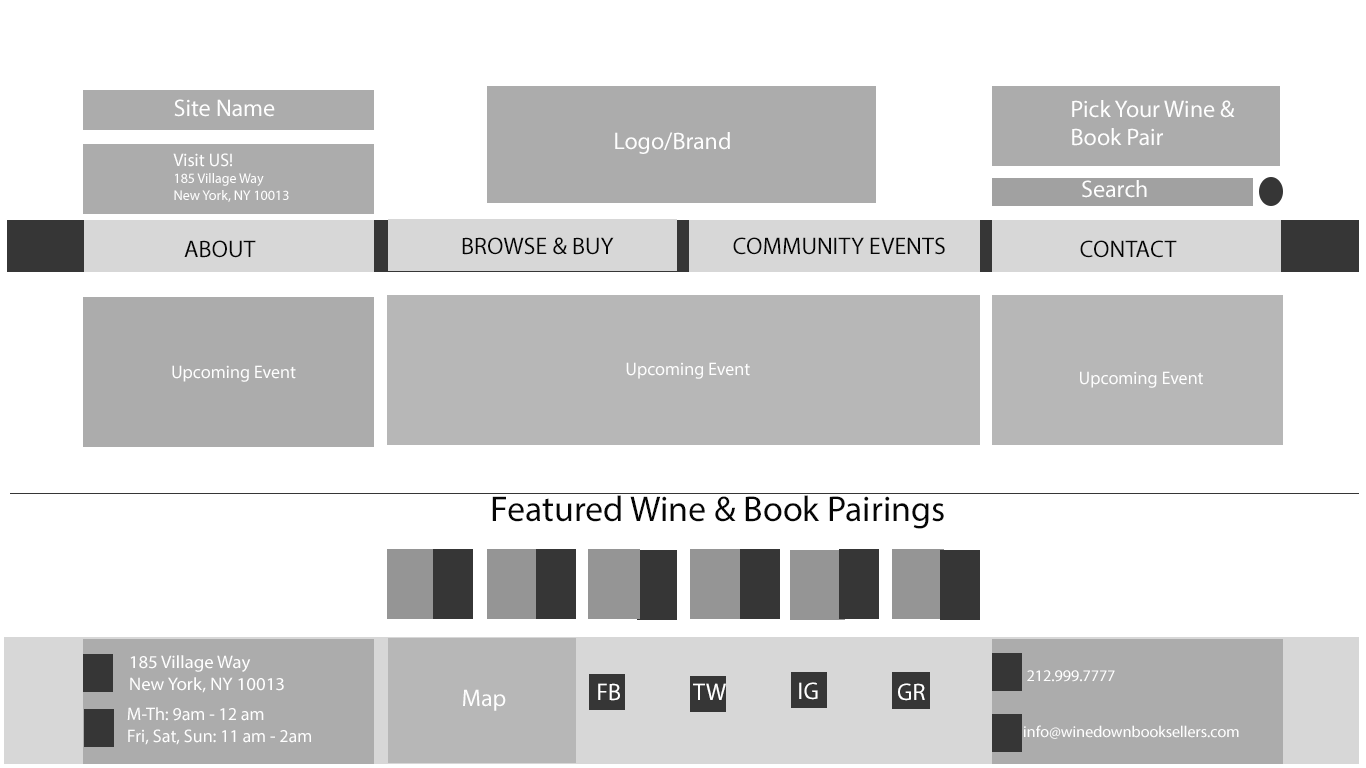 Site Name
Visit US!
185 Village Way
New York, NY 10013
Logo/Brand
Pick Your Wine &
Book Pair
Search
ABOUT
BROWSE & BUY
COMMUNITY EVENTS
CONTACT
Upcoming Event
Upcoming Event
Upcoming Event
Featured Wine & Book Pairings
185 Village Way
New York, NY 10013
M-Th: 9am - 12 am
Fri, Sat, Sun: 11 am - 2am
Map
FB
TW
IG
GR
212.999.7777
info@winedownbooksellers.com